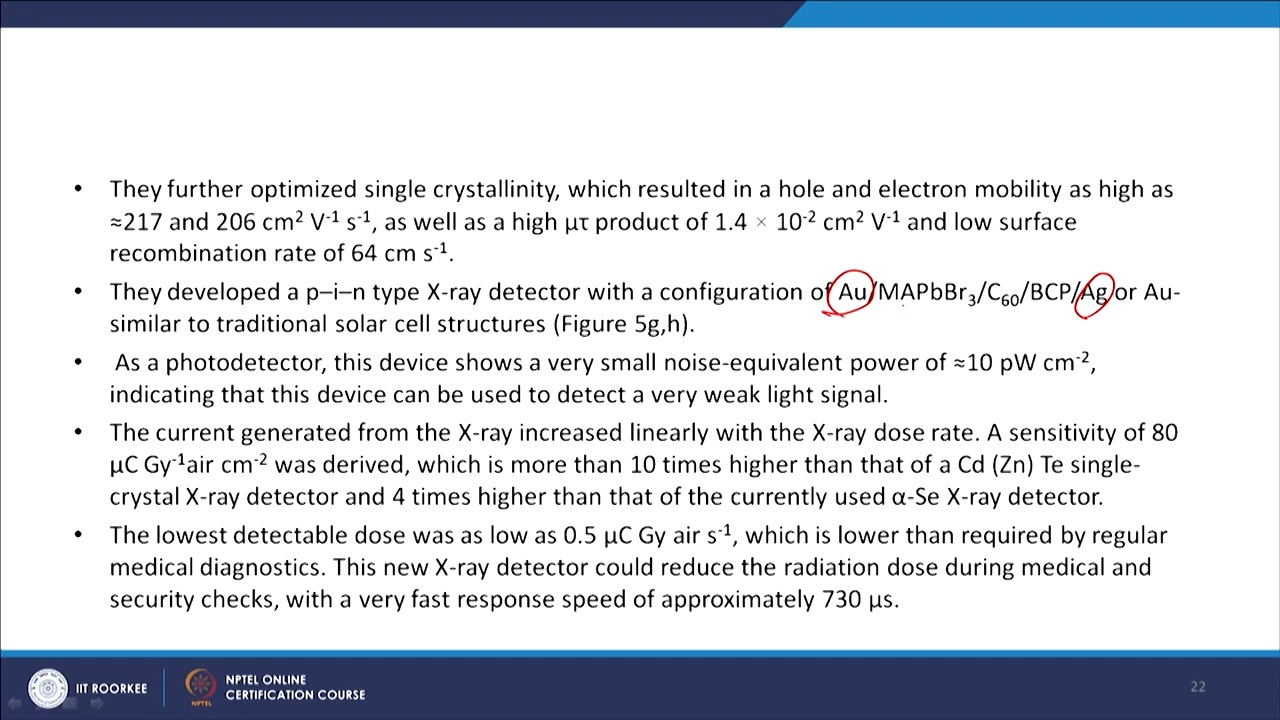 • They further optimized single crystallinity, which resulted in a hole and electron mobility as high as
≈217 and 206 cm² V⁻¹ s⁻¹, as well as a high μτ product of 1.4 × 10⁻² cm² V⁻¹ and low surface
recombination rate of 64 cm s⁻¹.
• They developed a p–i–n type X-ray detector with a configuration of Au/MAPbBr₃/C₆₀/BCP/Ag or Au-
similar to traditional solar cell structures (Figure 5g,h).
• As a photodetector, this device shows a very small noise-equivalent power of ≈10 pW cm⁻²,
indicating that this device can be used to detect a very weak light signal.
• The current generated from the X-ray increased linearly with the X-ray dose rate. A sensitivity of 80
μC Gy⁻¹air cm⁻² was derived, which is more than 10 times higher than that of a Cd (Zn) Te single-
crystal X-ray detector and 4 times higher than that of the currently used α-Se X-ray detector.
• The lowest detectable dose was as low as 0.5 μC Gy air s⁻¹, which is lower than required by regular
medical diagnostics. This new X-ray detector could reduce the radiation dose during medical and
security checks, with a very fast response speed of approximately 730 μs.
IIT ROORKEE
NPTEL
NPTEL ONLINE
CERTIFICATION COURSE
22